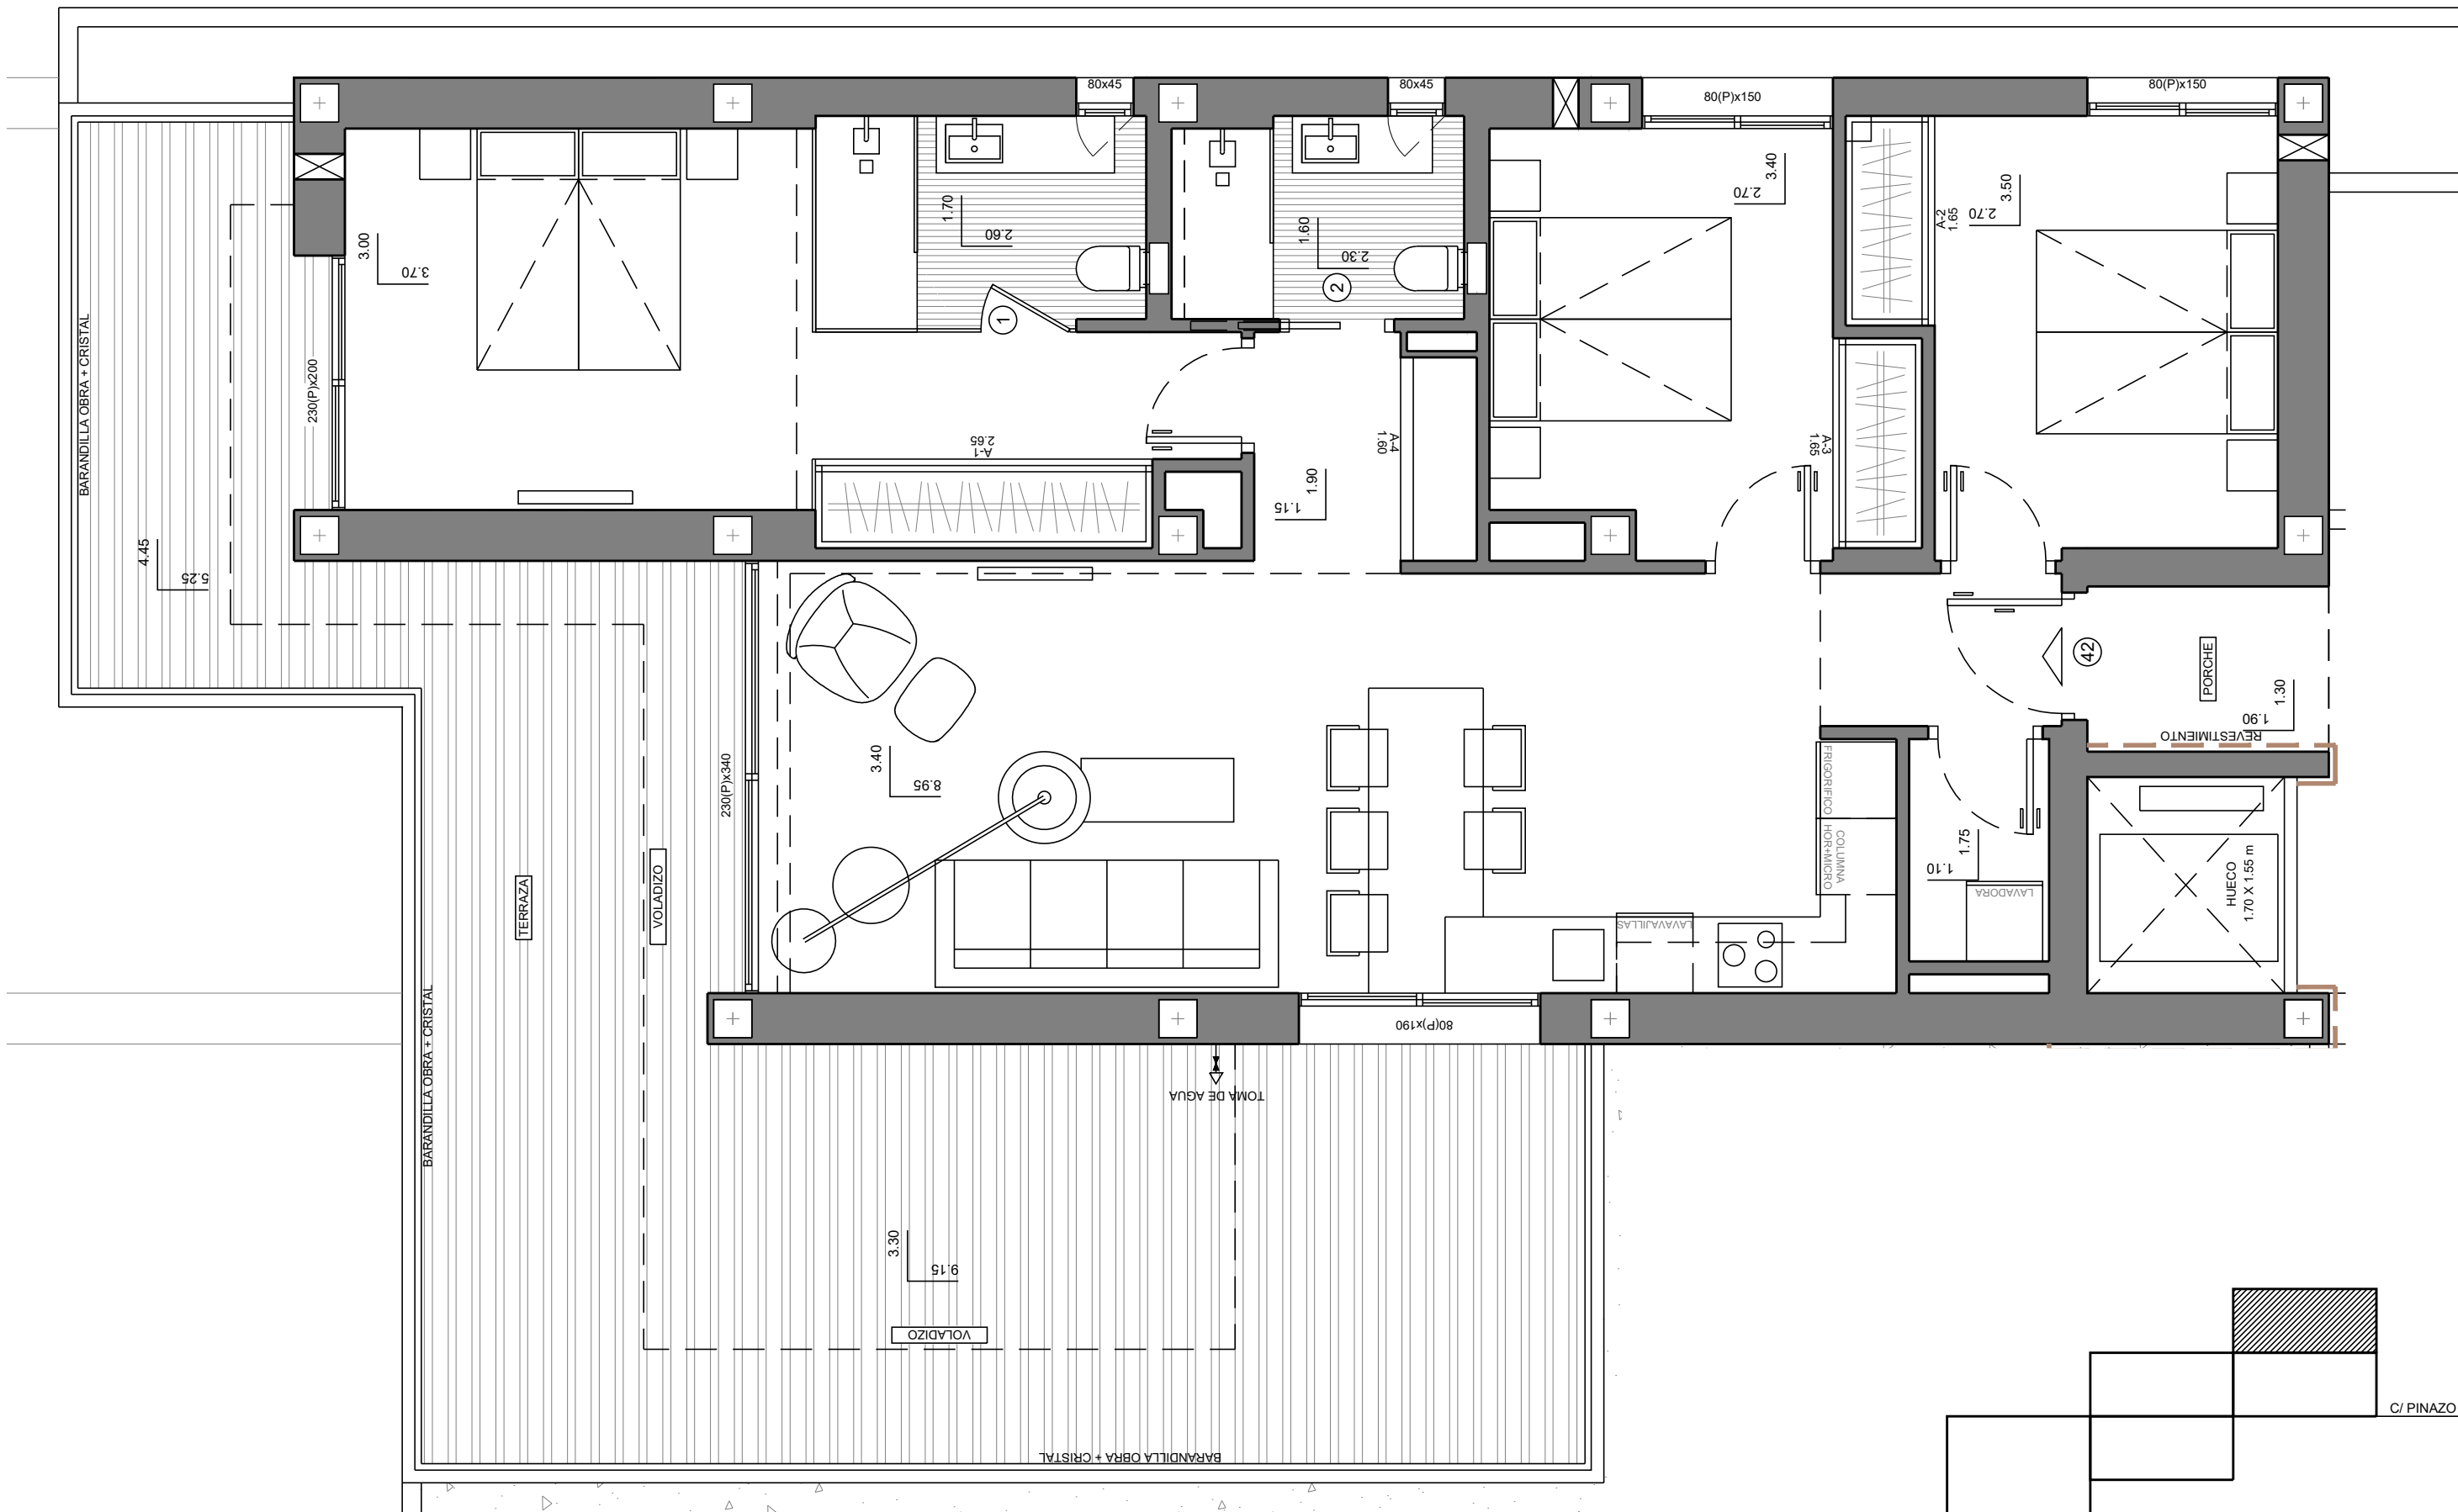 80x45
80x45
80(P)x150
80(P)x150
3.00
3.70
1.70
2.60
1.60
2.30
3.40
2.70
A-2
1.65
3.50
2.70
1
2
BARANDILLA OBRA + CRISTAL
230(P)x200
A-1
2.65
A-4
1.60
A-3
1.65
1.90
1.15
4.45
5.25
42
PORCHE
1.30
1.90
REVESTIMIENTO
3.40
8.95
230(P)x340
FRIGORIFICO
COLUMNA
HOR+MICRO
1.75
1.10
LAVADORA
HUECO
1.70 X 1.55 m
TERRAZA
VOLADIZO
LAVAVAJILLAS
BARANDILLA OBRA + CRISTAL
80(P)x190
TOMA DE AGUA
3.30
9.15
VOLADIZO
BARANDILLA OBRA + CRISTAL
C/ PINAZO